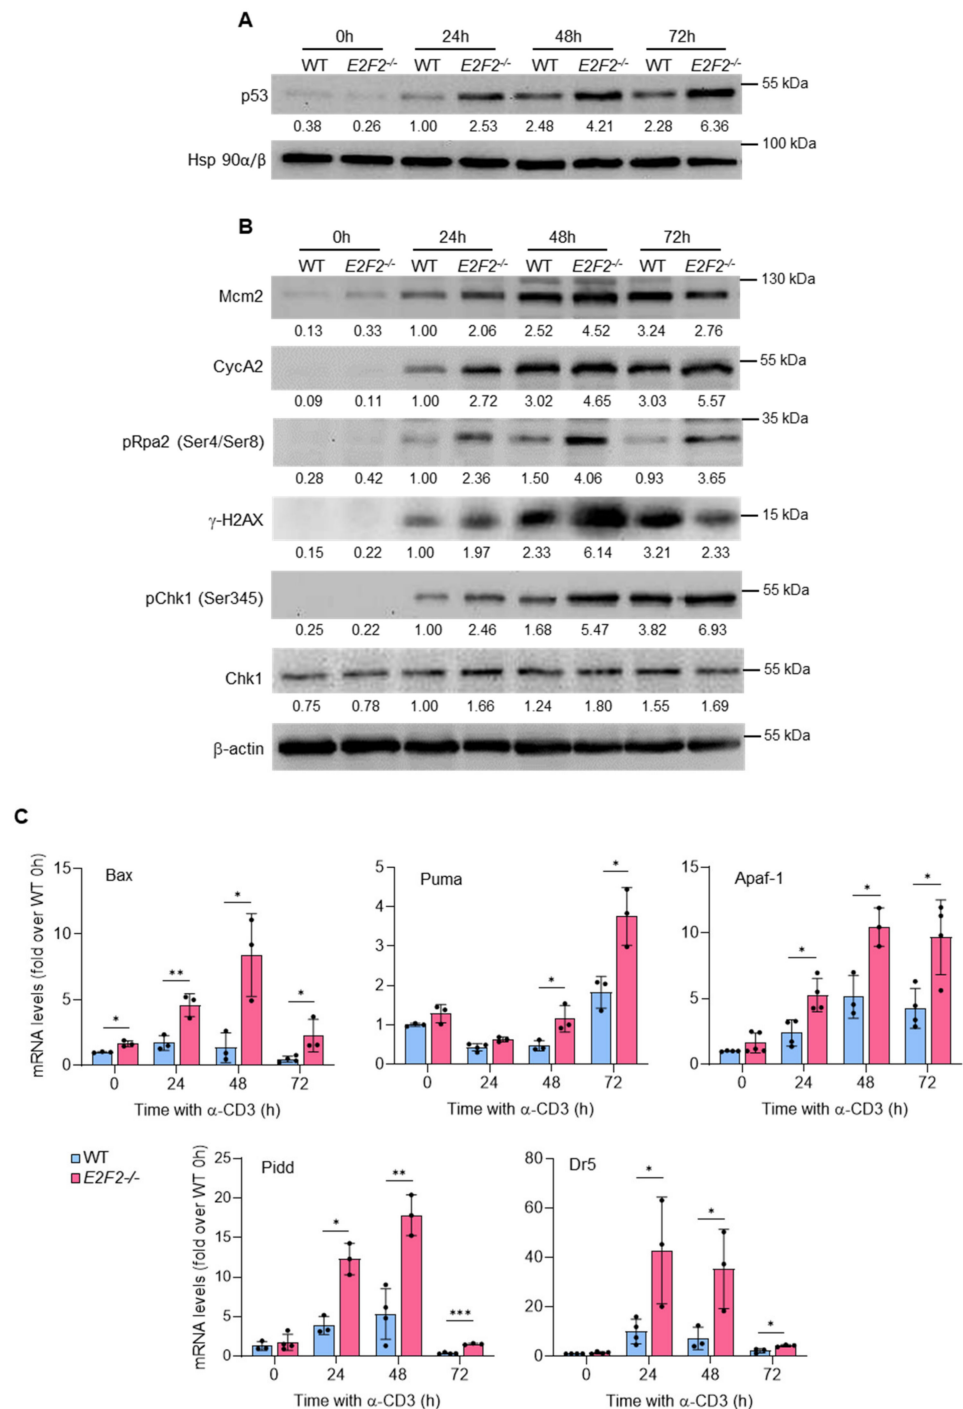 A
0h 24h 48h 72h
WT E2F2-/- WT E2F2-/- WT E2F2-/- WT E2F2-/-
p53 55 kDa
0.38 0.26 1.00 2.53 2.48 4.21 2.28 6.36
Hsp 90α/β 100 kDa
B
0h 24h 48h 72h
WT E2F2-/- WT E2F2-/- WT E2F2-/- WT E2F2-/-
Mcm2 130 kDa
0.13 0.33 1.00 2.06 2.52 4.52 3.24 2.76
CycA2 55 kDa
0.09 0.11 1.00 2.72 3.02 4.65 3.03 5.57
pRpa2 (Ser4/Ser8) 35 kDa
0.28 0.42 1.00 2.36 1.50 4.06 0.93 3.65
γ-H2AX 15 kDa
0.15 0.22 1.00 1.97 2.33 6.14 3.21 2.33
pChk1 (Ser345) 55 kDa
0.25 0.22 1.00 2.46 1.68 5.47 3.82 6.93
Chk1 55 kDa
0.75 0.78 1.00 1.66 1.24 1.80 1.55 1.69
β-actin 55 kDa
C
mRNA levels (fold over WT 0h)
Bax
15
10
5
0
* ** * *
0 24 48 72
Time with α-CD3 (h)
Puma
5
4
3
2
1
0
* *
0 24 48 72
Time with α-CD3 (h)
Apaf-1
15
10
5
0
* * *
0 24 48 72
Time with α-CD3 (h)
WT
E2F2-/-
mRNA levels (fold over WT 0h)
Pidd
25
20
15
10
5
0
* ** ***
0 24 48 72
Time with α-CD3 (h)
Dr5
80
60
40
20
0
* * *
0 24 48 72
Time with α-CD3 (h)